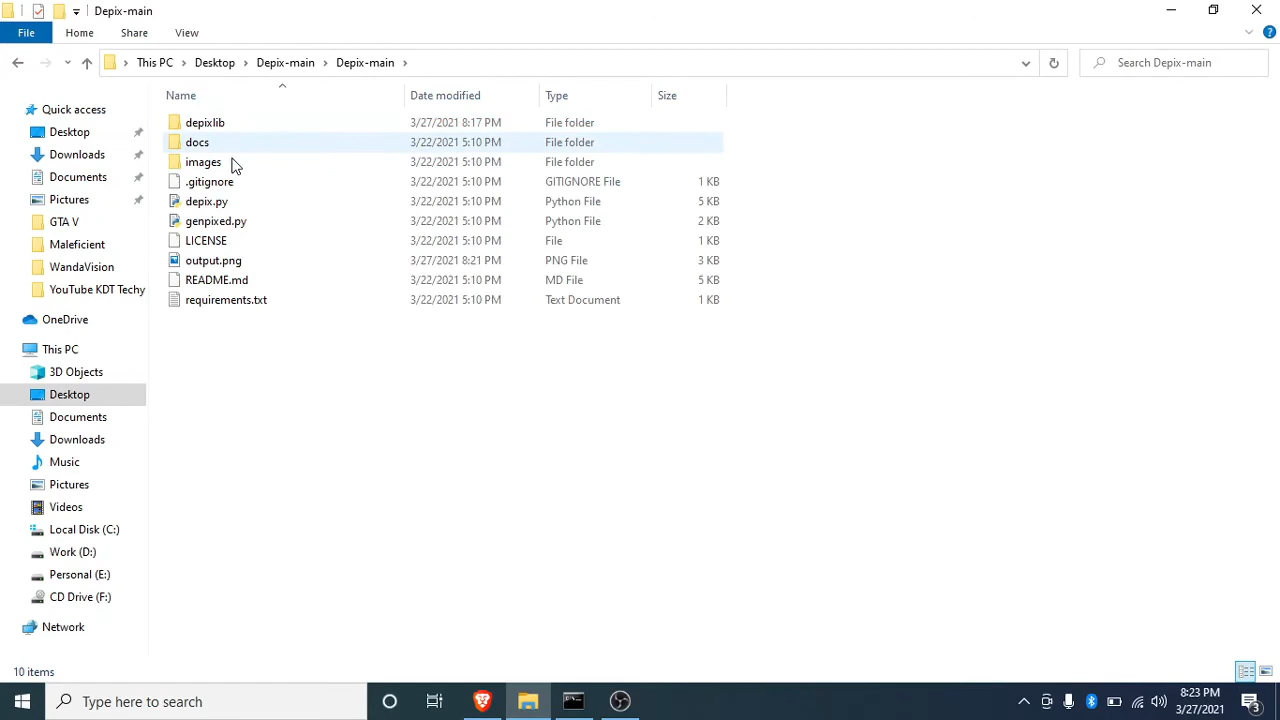 Depix-main
File Home Share View
This PC Desktop Depix-main Depix-main Search Depix-main
Name Date modified Type Size
Quick access
Desktop
Downloads
Documents
Pictures
GTA V
Maleficient
WandaVision
YouTube KDT Techy
OneDrive
This PC
3D Objects
Desktop
Documents
Downloads
Music
Pictures
Videos
Local Disk (C:)
Work (D:)
Personal (E:)
CD Drive (F:)
Network
depixlib 3/27/2021 8:17 PM File folder
docs 3/22/2021 5:10 PM File folder
images 3/22/2021 5:10 PM File folder
.gitignore 3/22/2021 5:10 PM GITIGNORE File 1 KB
depix.py 3/22/2021 5:10 PM Python File 5 KB
genpixed.py 3/22/2021 5:10 PM Python File 2 KB
LICENSE 3/22/2021 5:10 PM File 1 KB
output.png 3/27/2021 8:21 PM PNG File 3 KB
README.md 3/22/2021 5:10 PM MD File 5 KB
requirements.txt 3/22/2021 5:10 PM Text Document 1 KB
10 items
Type here to search
8:23 PM
3/27/2021
3